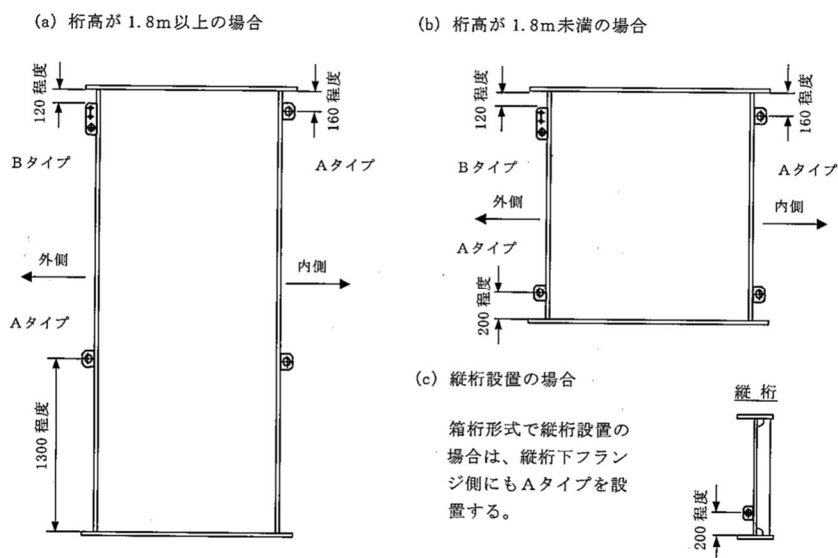 (a) 桁高が1.8m以上の場合
120程度
160程度
Bタイプ
Aタイプ
外側
内側
Aタイプ
1300程度
(b) 桁高が1.8m未満の場合
120程度
160程度
Bタイプ
Aタイプ
外側
内側
Aタイプ
200程度
(c) 縦桁設置の場合
縦桁
箱桁形式で縦桁設置の
場合は、縦桁下フラン
ジ側にもAタイプを設
置する。
200程度